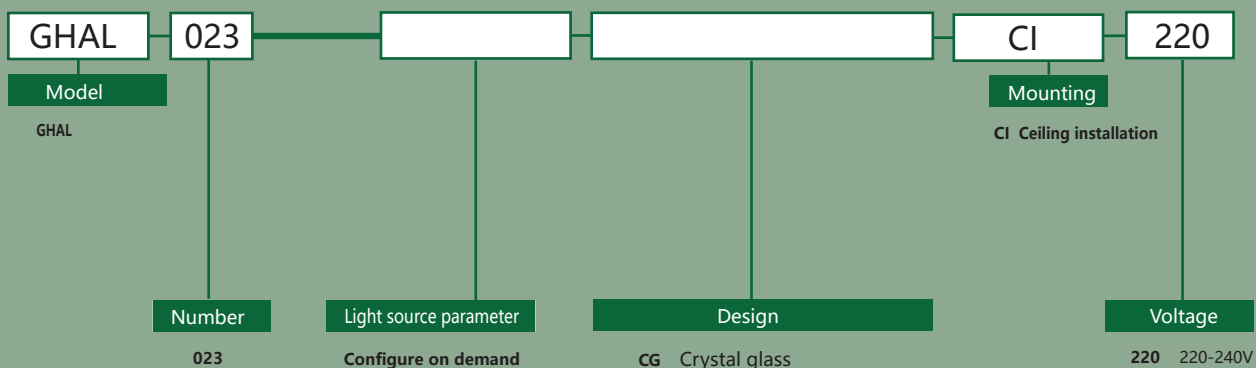 GHAL 023 CI 220
Model
Mounting
GHAL
CI Ceiling installation
Number Light source parameter Design Voltage
023 Configure on demand CG Crystal glass 220 220-240V